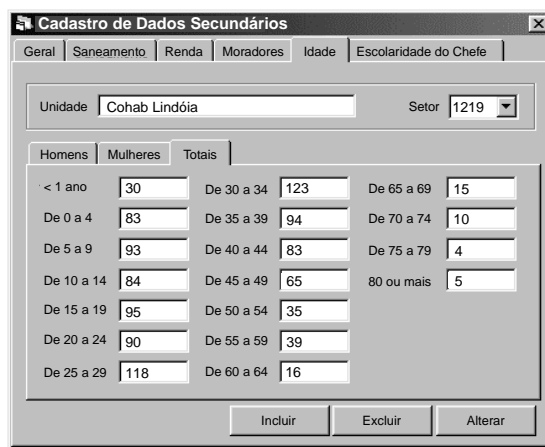 Cadastro de Dados Secundários
Geral Saneamento Renda Moradores Idade Escolaridade do Chefe
Unidade Cohab Lindóia Setor 1219
Homens Mulheres Totais
< 1 ano 30 De 30 a 34 123 De 65 a 69 15
De 0 a 4 83 De 35 a 39 94 De 70 a 74 10
De 5 a 9 93 De 40 a 44 83 De 75 a 79 4
De 10 a 14 84 De 45 a 49 65 80 ou mais 5
De 15 a 19 95 De 50 a 54 35
De 20 a 24 90 De 55 a 59 39
De 25 a 29 118 De 60 a 64 16
Incluir Excluir Alterar